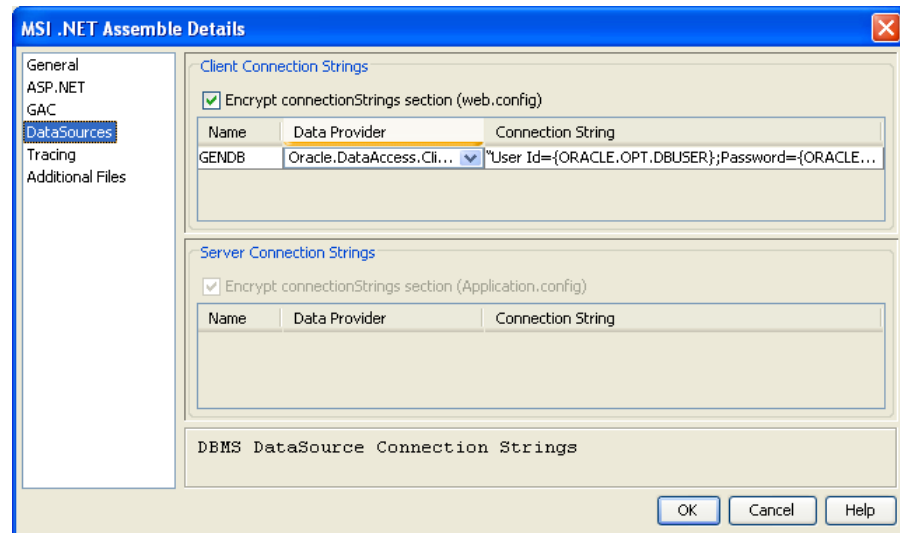 MSI .NET Assemble Details
General
ASP.NET
GAC
DataSources
Tracing
Additional Files
Client Connection Strings
Encrypt connectionStrings section (web.config)
Name Data Provider Connection String
GENDB Oracle.DataAccess.Cli... "User Id={ORACLE.OPT.DBUSER};Password={ORACLE...
Server Connection Strings
Encrypt connectionStrings section (Application.config)
Name Data Provider Connection String
DBMS DataSource Connection Strings
OK Cancel Help